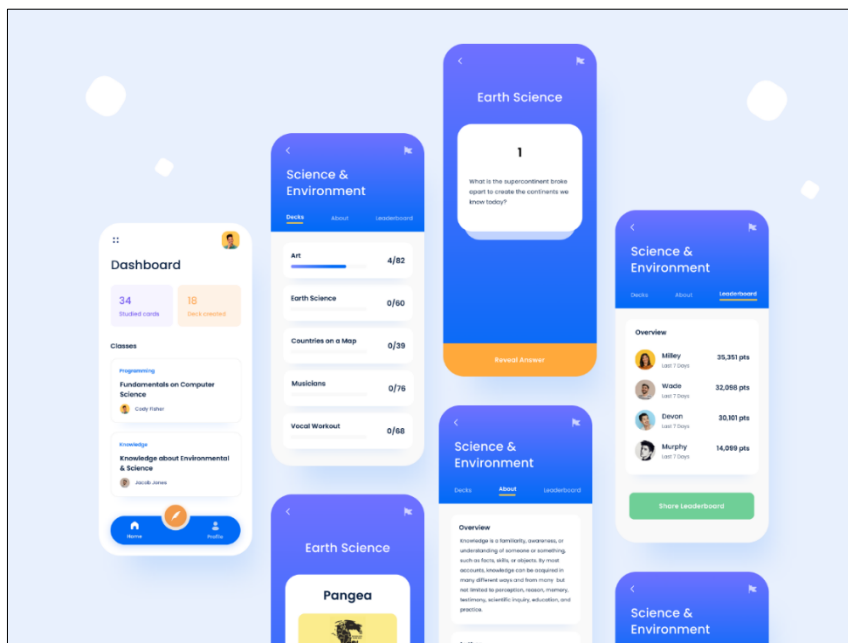 Dashboard
34
Studied cards
18
Deck created
Classes
Programming
Fundamentals on Computer
Science
Cody Fisher
Knowledge
Knowledge about Environmental
& Science
Jacob Jones
Home
Profile
Science &
Environment
Decks
About
Leaderboard
Art
4/82
Earth Science
0/60
Countries on a Map
0/39
Musicians
0/76
Vocal Workout
0/68
Earth Science
Pangea
Earth Science
1
What is the supercontinent broke
apart to create the continents we
know today?
Reveal Answer
Science &
Environment
Decks
About
Leaderboard
Overview
Knowledge is a familiarity, awareness, or
understanding of someone or something,
such as facts, skills, or objects. By most
accounts, knowledge can be acquired in
many different ways and from many but
not limited to perception, reason, memory,
testimony, scientific inquiry, education, and
practice.
Science &
Environment
Decks
About
Leaderboard
Overview
Milley
Last 7 Days
35,351 pts
Wade
Last 7 Days
32,098 pts
Devon
Last 7 Days
30,101 pts
Murphy
Last 7 Days
14,099 pts
Share Leaderboard
Science &
Environment